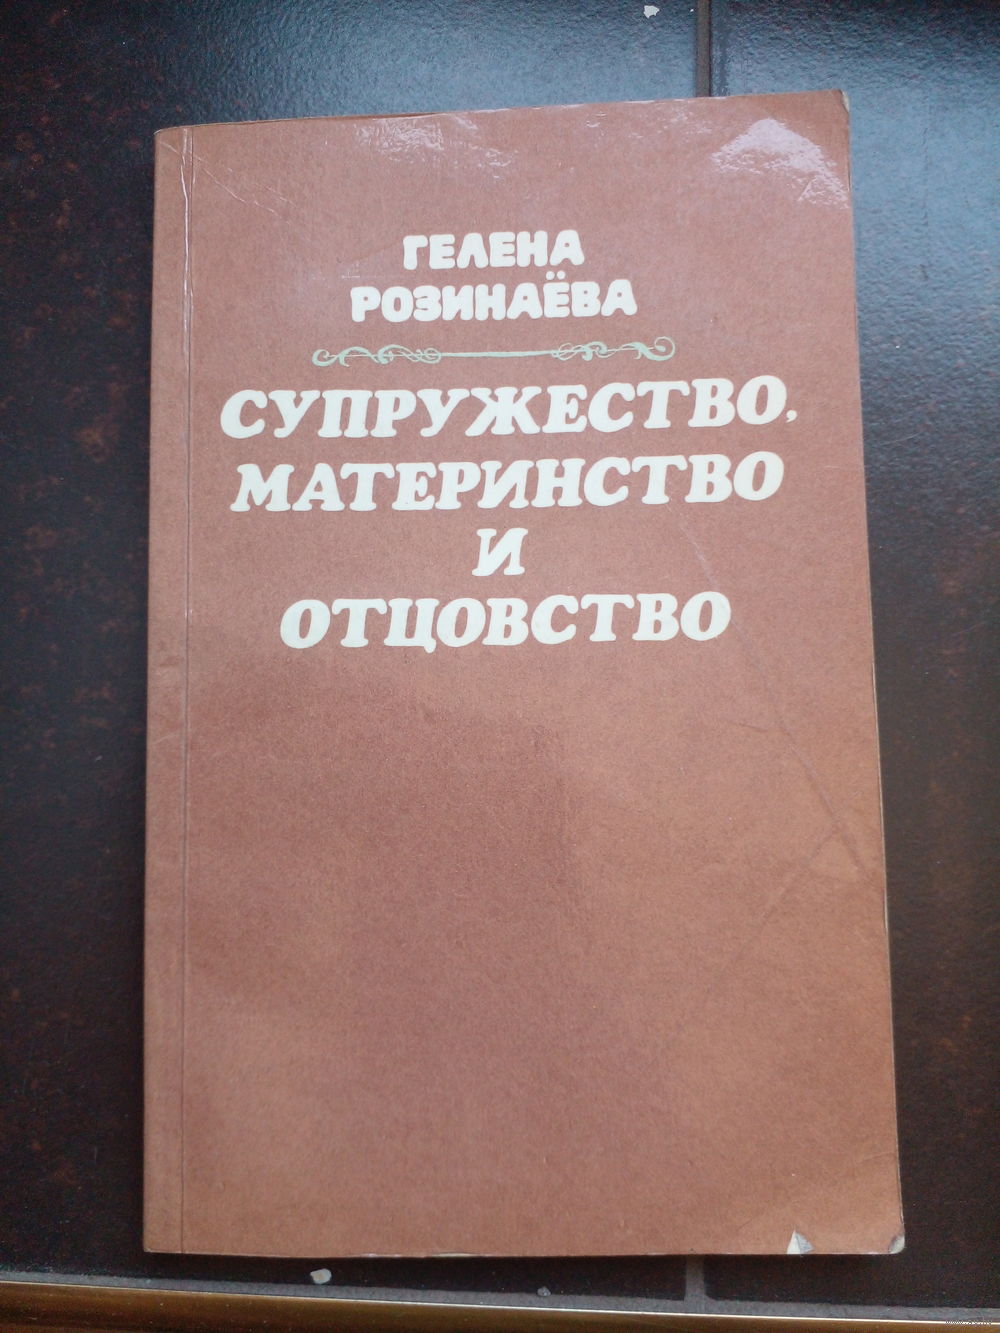 ГЕЛЕНА
РОЗИНАЁВА
СУПРУЖЕСТВО,
МАТЕРИНСТВО
И
ОТЦОВСТВО